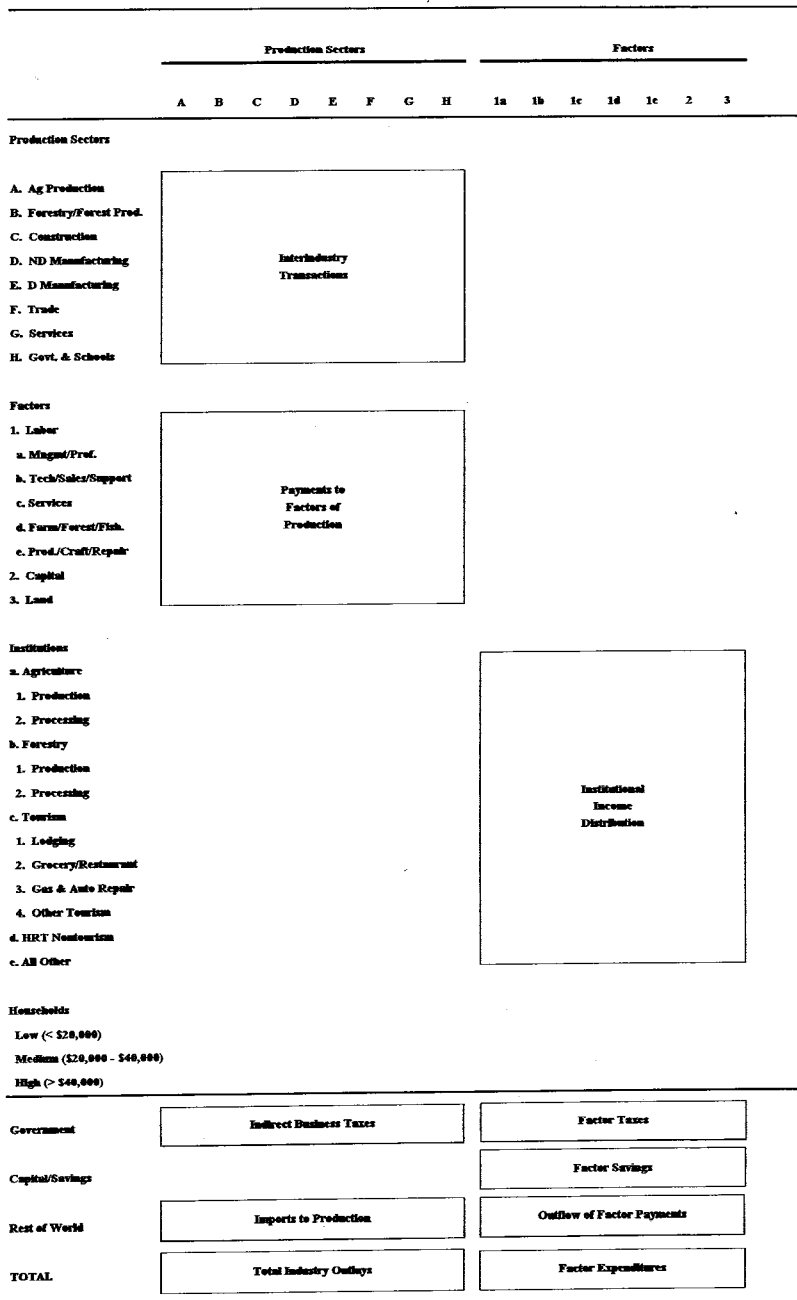 Production Sectors Factors
A B C D E F G H 1a 1b 1c 1d 1e 2 3
Production Sectors
A. Ag Production
B. Forestry/Forest Prod.
C. Construction
D. ND Manufacturing
Interindustry
Transactions
E. D Manufacturing
F. Trade
G. Services
H. Govt. & Schools
Factors
1. Labor
a. Mngmt/Prof.
b. Tech/Sales/Support
c. Services
d. Farm/Forest/Fish.
e. Prod./Craft/Repair
Payments to
Factors of
Production
2. Capital
3. Land
Institutions
a. Agriculture
1. Production
2. Processing
b. Forestry
1. Production
2. Processing
c. Tourism
1. Lodging
2. Grocery/Restaurant
3. Gas & Auto Repair
4. Other Tourism
d. HRT Nontourism
e. All Other
Institutional
Income
Distribution
Households
Low (< $20,000)
Medium ($20,000 - $40,000)
High (> $40,000)
Government Indirect Business Taxes Factor Taxes
Capital/Savings Factor Savings
Rest of World Imports to Production Outflow of Factor Payments
TOTAL Total Industry Outlays Factor Expenditures